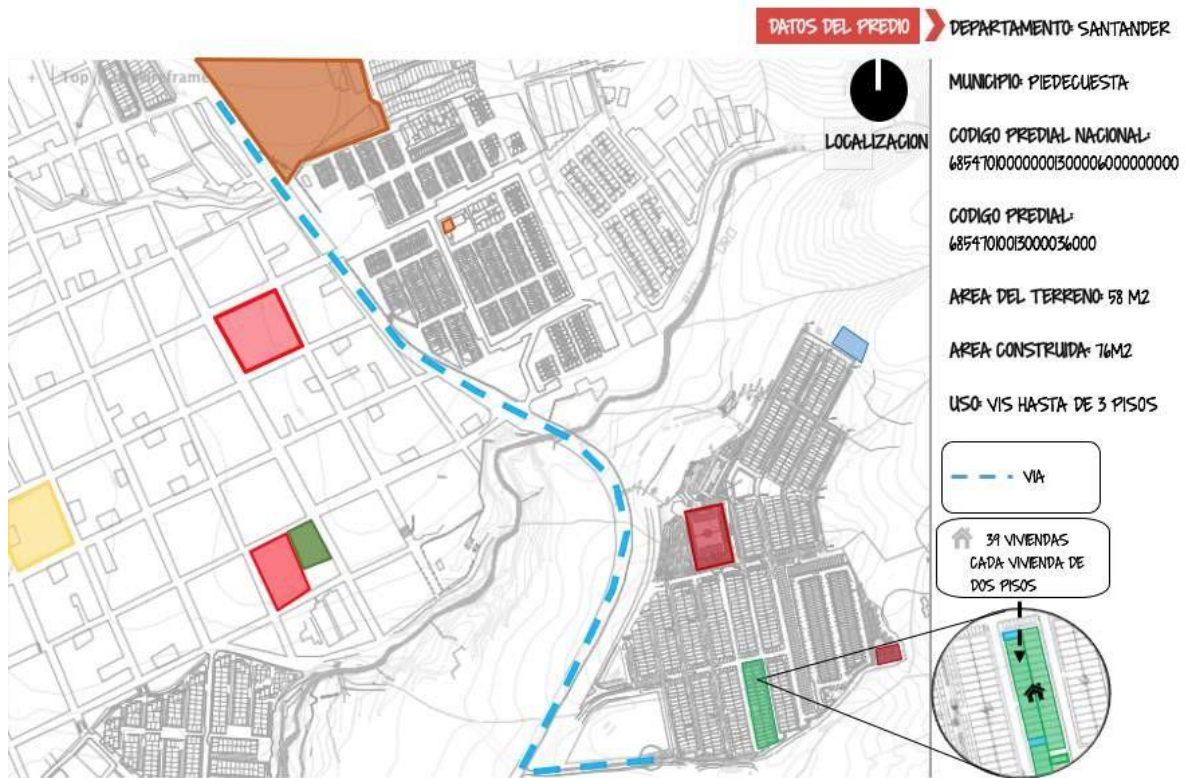 DATOS DEL PREDIO
DEPARTAMENTO: SANTANDER
MUNICIPIO: PIEDECUESTA
LOCALIZACION
CODIGO PREDIAL NACIONAL:
685470100000001300006000000000
CODIGO PREDIAL:
68547010013000036000
AREA DEL TERRENO: 58 M2
AREA CONSTRUIDA: 76M2
USO: VIS HASTA DE 3 PISOS
VIA
39 VIVIENDAS
CADA VIVIENDA DE
DOS PISOS